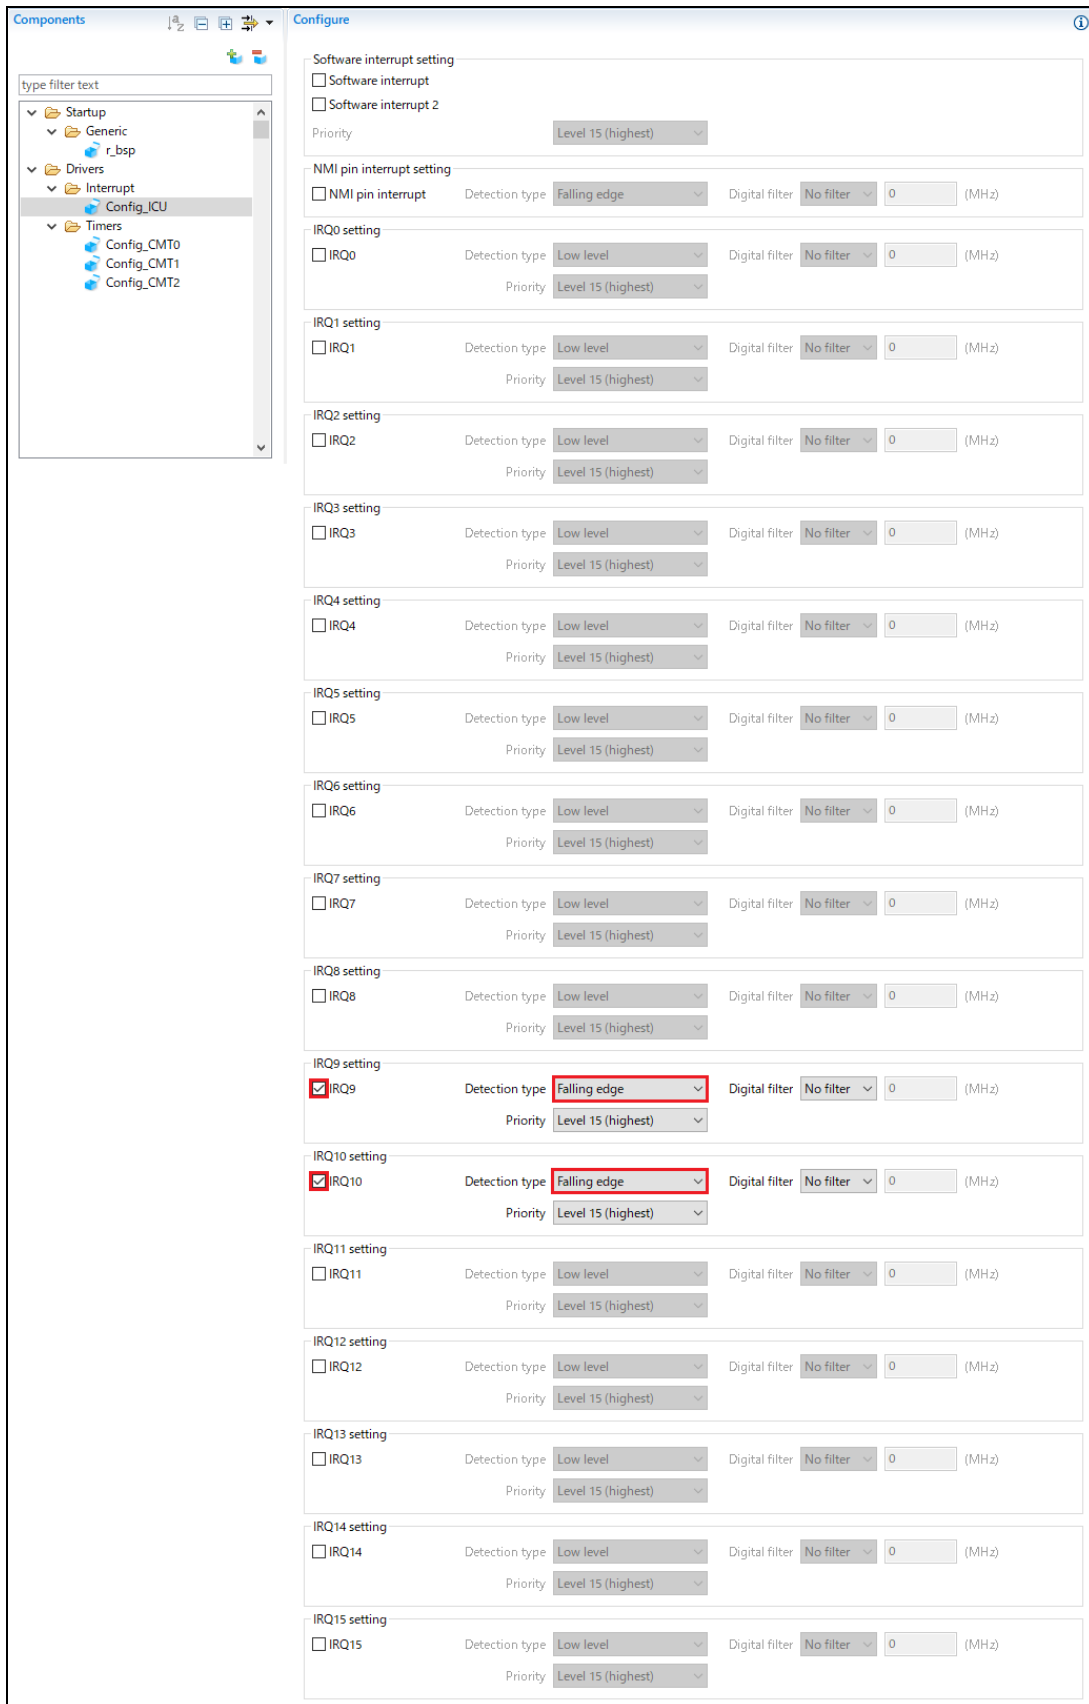 Components
type filter text
Startup
Generic
r_bsp
Drivers
Interrupt
Config_ICU
Timers
Config_CMT0
Config_CMT1
Config_CMT2
Configure
Software interrupt setting
Software interrupt
Software interrupt 2
Priority Level 15 (highest)
NMI pin interrupt setting
NMI pin interrupt Detection type Falling edge Digital filter No filter 0 (MHz)
IRQ0 setting
IRQ0 Detection type Low level Digital filter No filter 0 (MHz)
Priority Level 15 (highest)
IRQ1 setting
IRQ1 Detection type Low level Digital filter No filter 0 (MHz)
Priority Level 15 (highest)
IRQ2 setting
IRQ2 Detection type Low level Digital filter No filter 0 (MHz)
Priority Level 15 (highest)
IRQ3 setting
IRQ3 Detection type Low level Digital filter No filter 0 (MHz)
Priority Level 15 (highest)
IRQ4 setting
IRQ4 Detection type Low level Digital filter No filter 0 (MHz)
Priority Level 15 (highest)
IRQ5 setting
IRQ5 Detection type Low level Digital filter No filter 0 (MHz)
Priority Level 15 (highest)
IRQ6 setting
IRQ6 Detection type Low level Digital filter No filter 0 (MHz)
Priority Level 15 (highest)
IRQ7 setting
IRQ7 Detection type Low level Digital filter No filter 0 (MHz)
Priority Level 15 (highest)
IRQ8 setting
IRQ8 Detection type Low level Digital filter No filter 0 (MHz)
Priority Level 15 (highest)
IRQ9 setting
IRQ9 Detection type Falling edge Digital filter No filter 0 (MHz)
Priority Level 15 (highest)
IRQ10 setting
IRQ10 Detection type Falling edge Digital filter No filter 0 (MHz)
Priority Level 15 (highest)
IRQ11 setting
IRQ11 Detection type Low level Digital filter No filter 0 (MHz)
Priority Level 15 (highest)
IRQ12 setting
IRQ12 Detection type Low level Digital filter No filter 0 (MHz)
Priority Level 15 (highest)
IRQ13 setting
IRQ13 Detection type Low level Digital filter No filter 0 (MHz)
Priority Level 15 (highest)
IRQ14 setting
IRQ14 Detection type Low level Digital filter No filter 0 (MHz)
Priority Level 15 (highest)
IRQ15 setting
IRQ15 Detection type Low level Digital filter No filter 0 (MHz)
Priority Level 15 (highest)